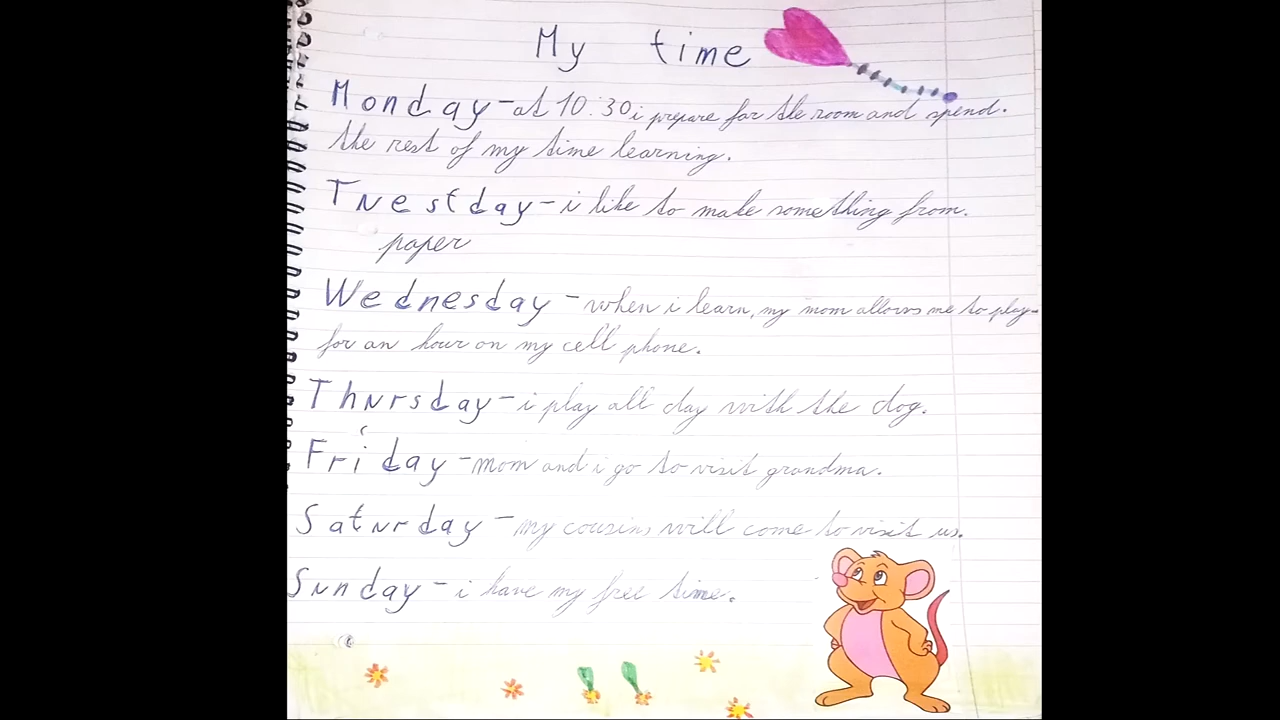 My time
Monday - at 10:30 i prepare for the room and spend.
the rest of my time learning.
Tuestday - i like to make something from.
paper
Wednesday - when i learn, my mom allows me to play-
for an hour on my cell phone.
Thursday - i play all day with the dog.
Friday - mom and i go to visit grandma.
Saturday - my cousins will come to visit us.
Sunday - i have my free time.